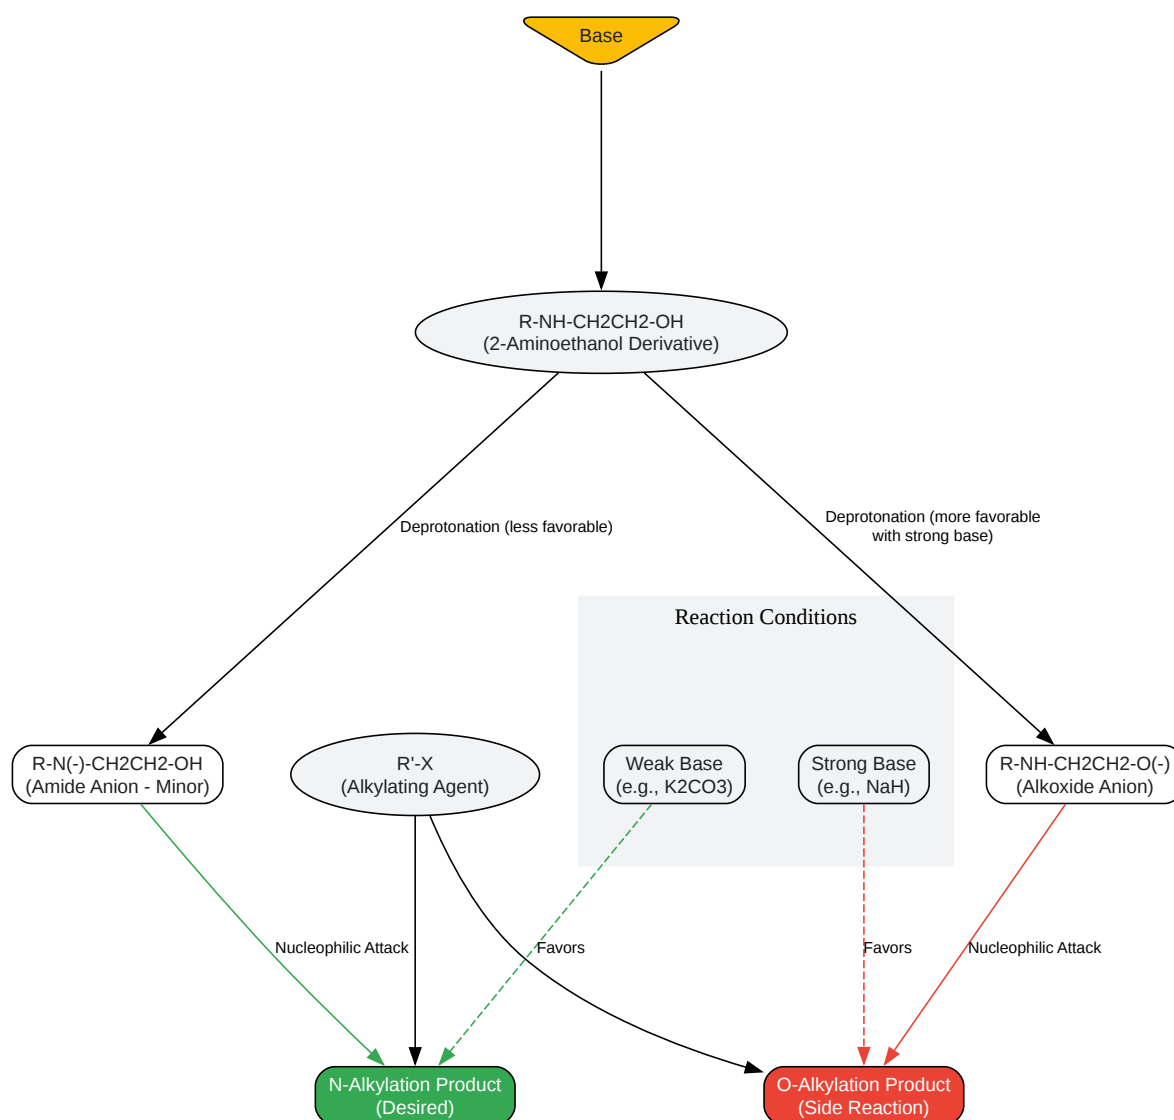 Base
R-NH-CH2CH2-OH
(2-Aminoethanol Derivative)
Deprotonation (less favorable)
Deprotonation (more favorable
with strong base)
Reaction Conditions
R-N(-)-CH2CH2-OH
(Amide Anion - Minor)
R'-X
(Alkylating Agent)
Weak Base
(e.g., K2CO3)
Strong Base
(e.g., NaH)
R-NH-CH2CH2-O(-)
(Alkoxide Anion)
Nucleophilic Attack
Favors
Favors
Nucleophilic Attack
N-Alkylation Product
(Desired)
O-Alkylation Product
(Side Reaction)